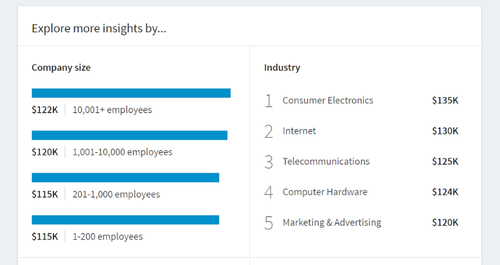 Explore more insights by...
Company size
$122K 10,001+ employees
$120K 1,001-10,000 employees
$115K 201-1,000 employees
$115K 1-200 employees
Industry
1 Consumer Electronics $135K
2 Internet $130K
3 Telecommunications $125K
4 Computer Hardware $124K
5 Marketing & Advertising $120K